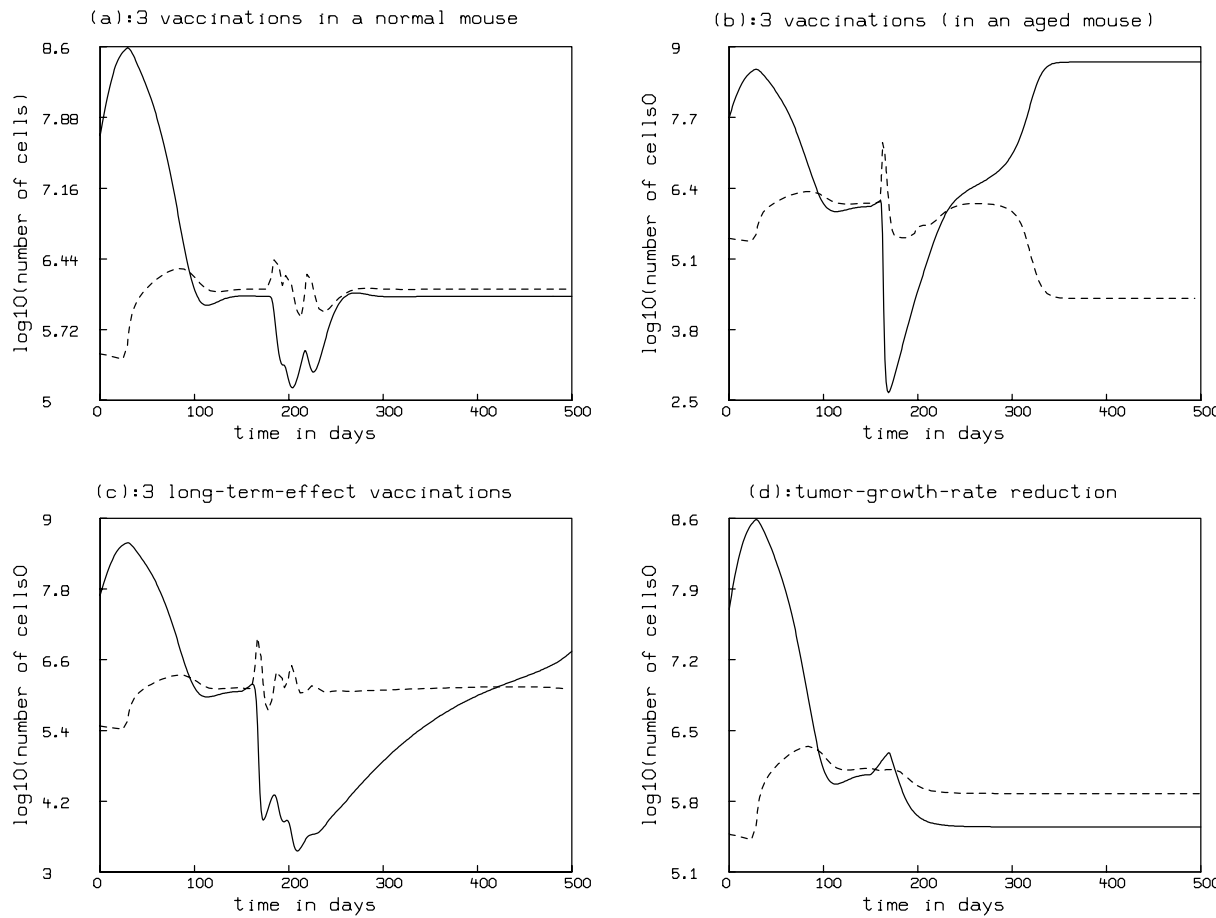 (a):3 vaccinations in a normal mouse
log10(number of cells)
8.6
7.88
7.16
6.44
5.72
5
0 100 200 300 400 500
time in days
(b):3 vaccinations (in an aged mouse)
log10(number of cells0
9
7.7
6.4
5.1
3.8
2.5
0 100 200 300 400 500
time in days
(c):3 long-term-effect vaccinations
log10(number of cells0
9
7.8
6.6
5.4
4.2
3
0 100 200 300 400 500
time in days
(d):tumor-growth-rate reduction
log10(number of cells0
8.6
7.9
7.2
6.5
5.8
5.1
0 100 200 300 400 500
time in days